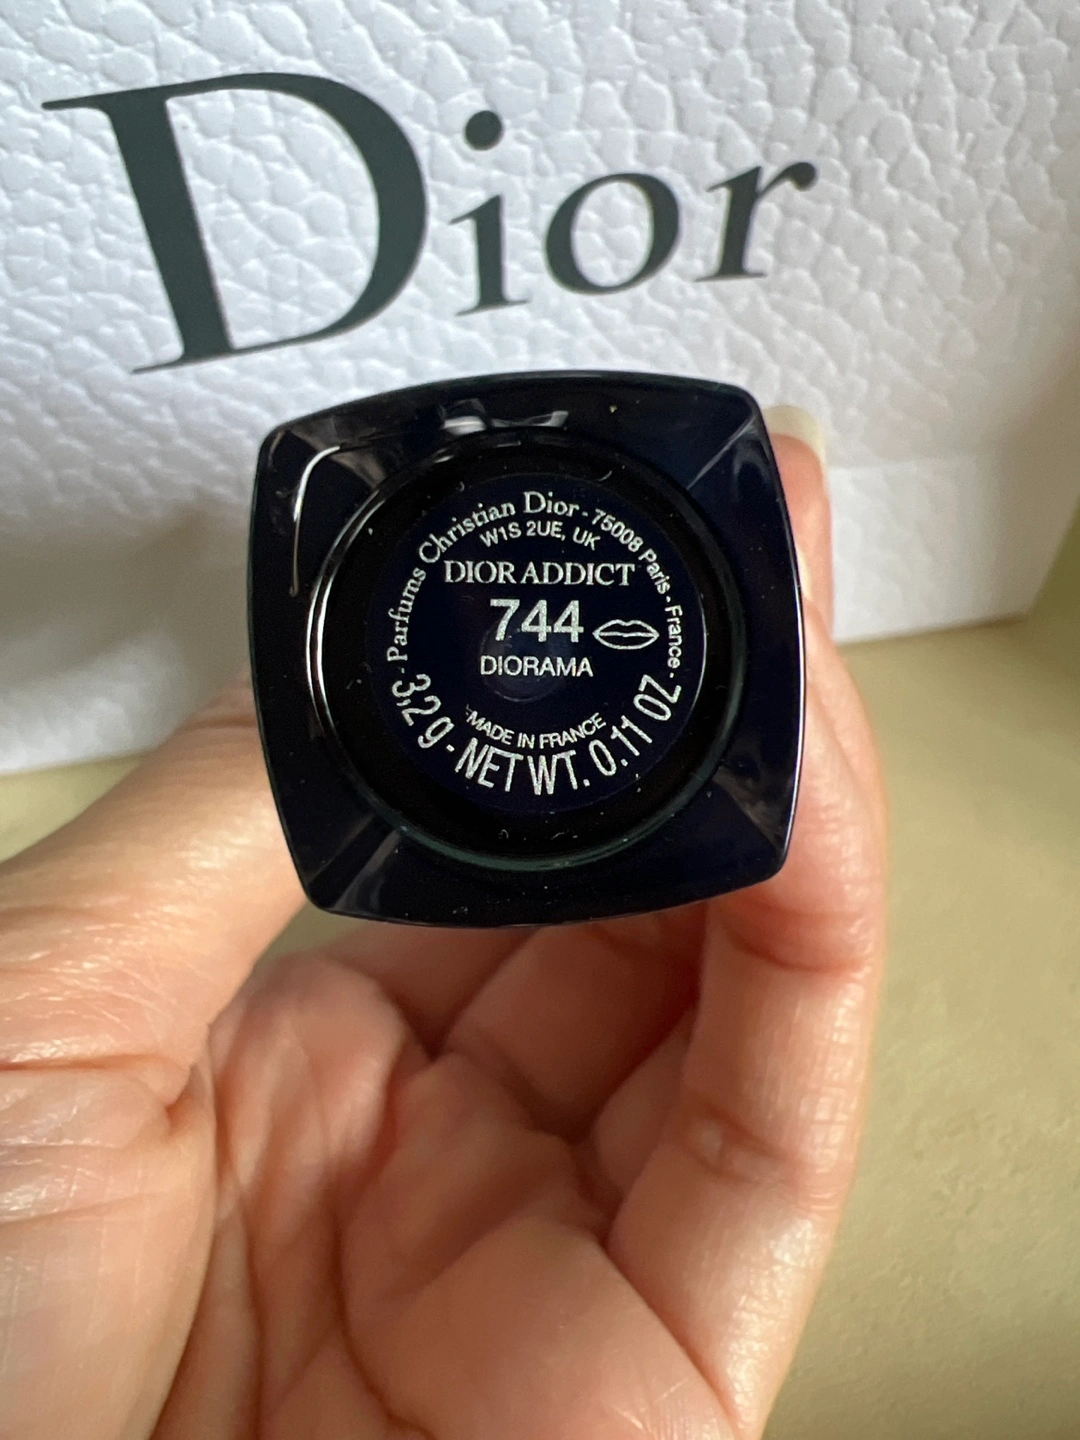 Dior
Parfums Christian Dior - 75008 Paris - France -
W1S 2UE, UK
DIOR ADDICT
744
DIORAMA
MADE IN FRANCE
3,2 g - NET WT. 0.11 OZ